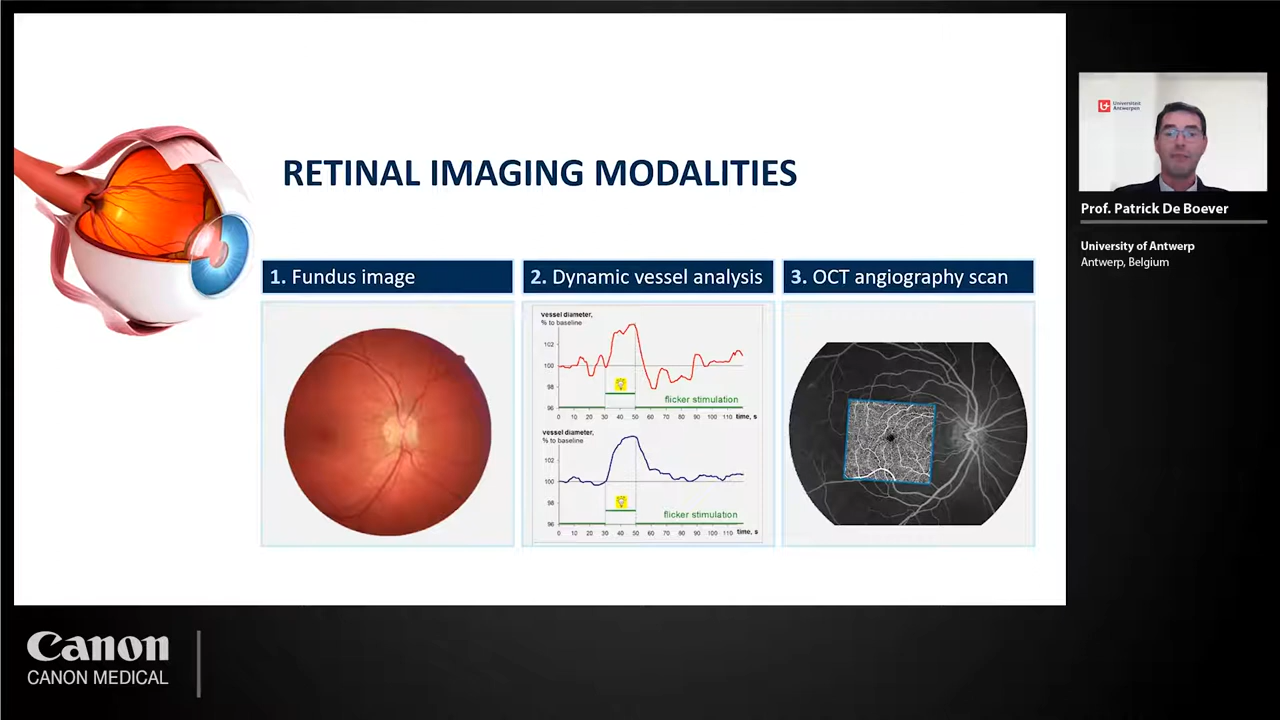 RETINAL IMAGING MODALITIES
1. Fundus image
2. Dynamic vessel analysis
3. OCT angiography scan
vessel diameter,
% to baseline
102
100
98
96
flicker stimulation
0 10 20 30 40 50 60 70 80 90 100 110 time, s
vessel diameter,
% to baseline
102
100
98
96
flicker stimulation
0 10 20 30 40 50 60 70 80 90 100 110 time, s
Universiteit
Antwerpen
Prof. Patrick De Boever
University of Antwerp
Antwerp, Belgium
Canon
CANON MEDICAL